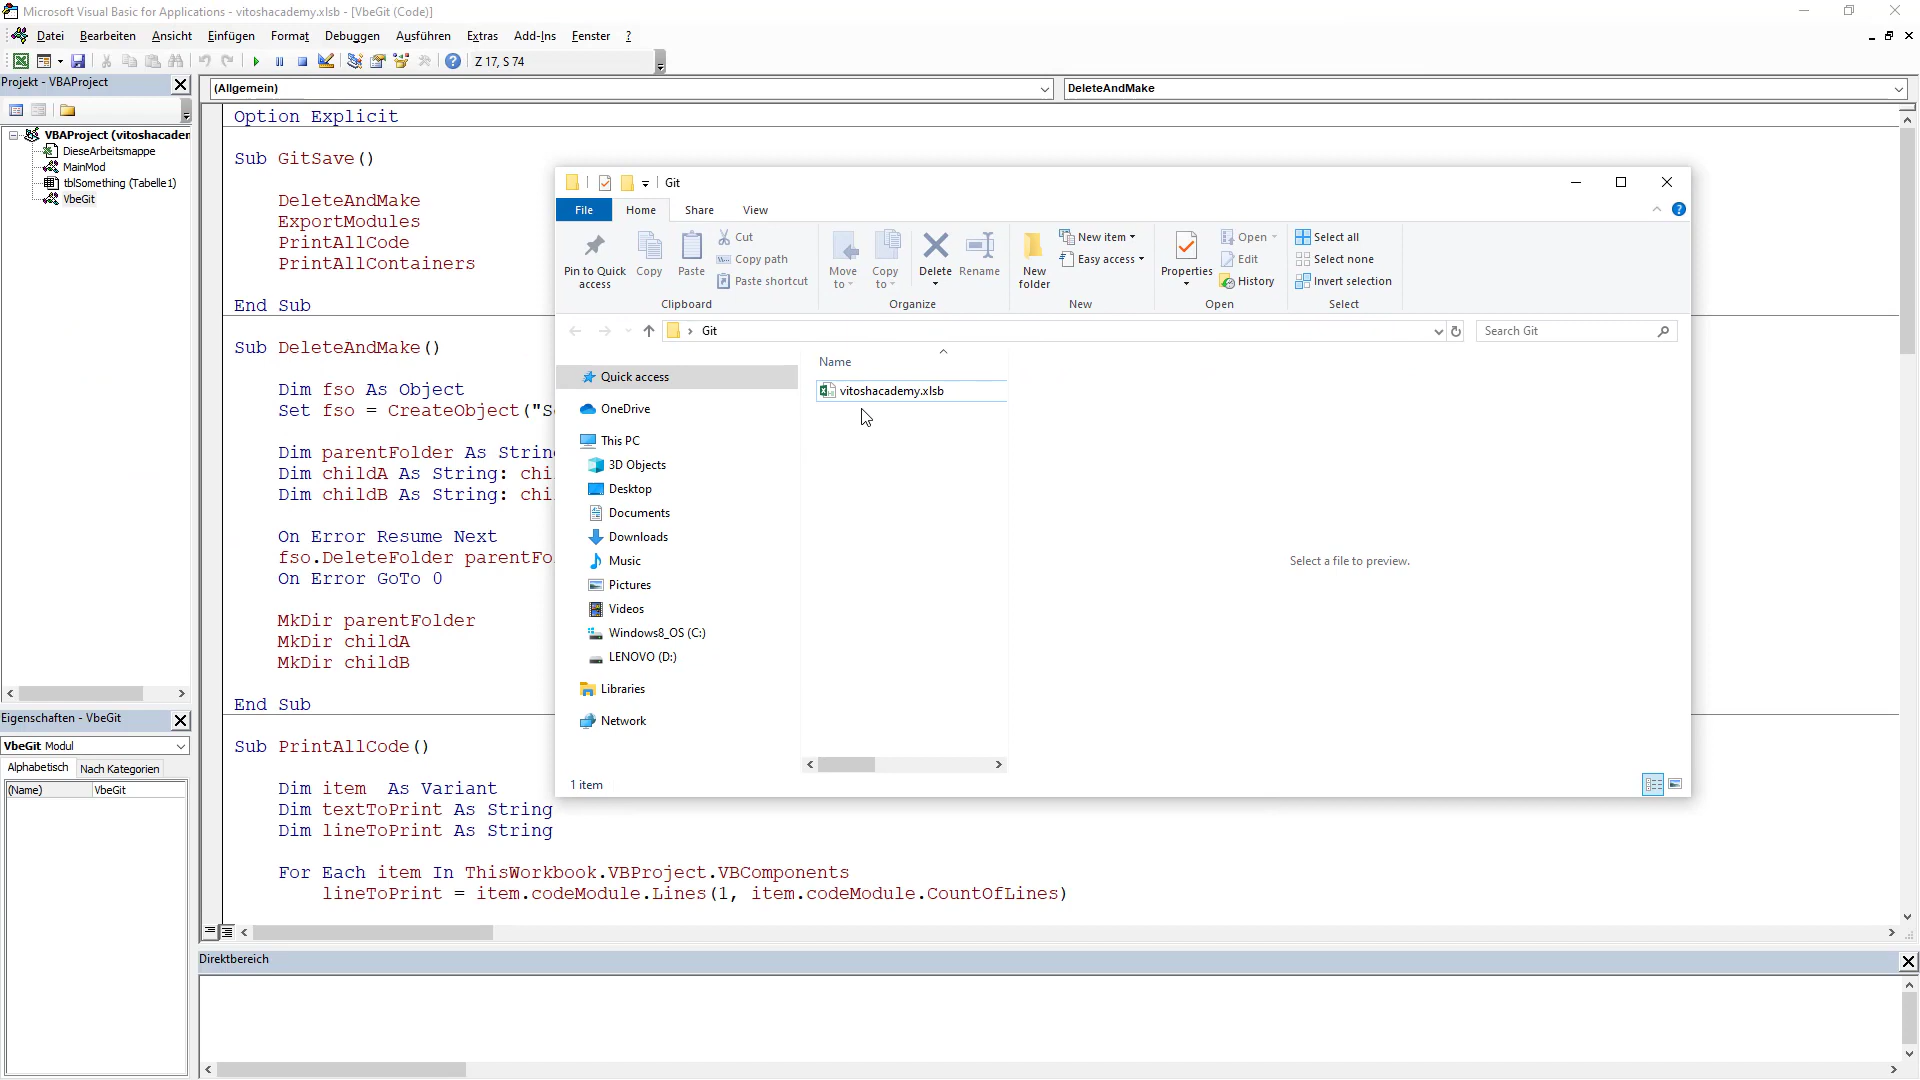 Microsoft Visual Basic for Applications - vitoshacademy.xlsb - [VbeGit (Code)]
Datei Bearbeiten Ansicht Einfügen Format Debuggen Ausführen Extras Add-Ins Fenster ?
Z 17, S 74
Projekt - VBAProject
VBAProject (vitoshacaden
DieseArbeitsmappe
MainMod
tblSomething (Tabelle1)
VbeGit
Eigenschaften - VbeGit
VbeGit Modul
Alphabetisch Nach Kategorien
(Name) VbeGit
(Allgemein) DeleteAndMake
Option Explicit
Sub GitSave()
DeleteAndMake
ExportModules
PrintAllCode
PrintAllContainers
End Sub
Sub DeleteAndMake()
Dim fso As Object
Set fso = CreateObject("S
Dim parentFolder As Strin
Dim childA As String: chi
Dim childB As String: chi
On Error Resume Next
fso.DeleteFolder parentFo
On Error GoTo 0
MkDir parentFolder
MkDir childA
MkDir childB
End Sub
Sub PrintAllCode()
Dim item As Variant
Dim textToPrint As String
Dim lineToPrint As String
For Each item In ThisWorkbook.VBProject.VBComponents
lineToPrint = item.codeModule.Lines(1, item.codeModule.CountOfLines)
Direktbereich
Git
File Home Share View
Pin to Quick access
Copy
Paste
Cut
Copy path
Paste shortcut
Clipboard
Move to
Copy to
Delete
Rename
Organize
New folder
New item
Easy access
New
Properties
Open
Edit
History
Open
Select all
Select none
Invert selection
Select
Git
Search Git
Quick access
OneDrive
This PC
3D Objects
Desktop
Documents
Downloads
Music
Pictures
Videos
Windows8_OS (C:)
LENOVO (D:)
Libraries
Network
Name
vitoshacademy.xlsb
Select a file to preview.
1 item